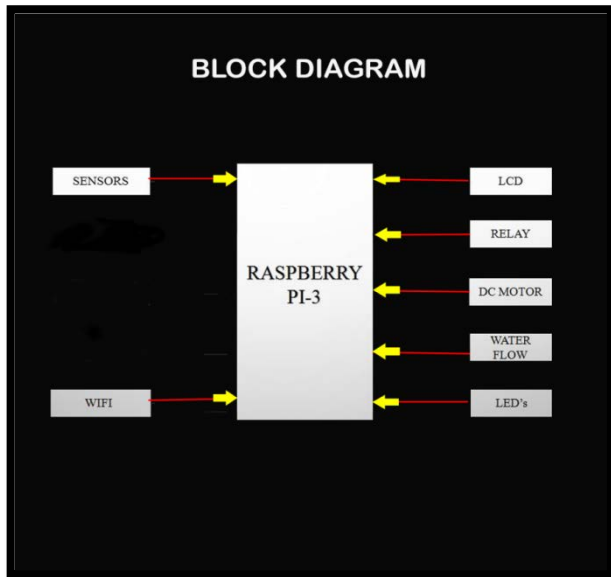 BLOCK DIAGRAM
SENSORS
WIFI
RASPBERRY
PI-3
LCD
RELAY
DC MOTOR
WATER
FLOW
LED's